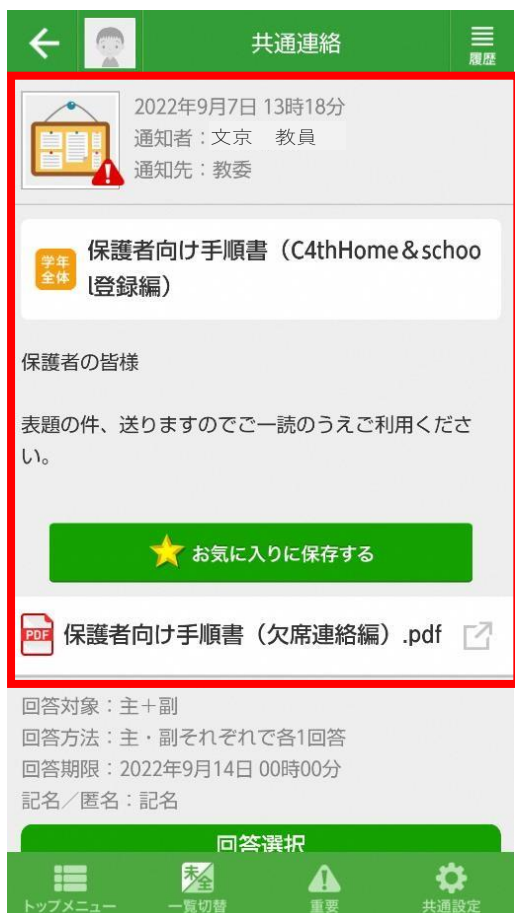 共通連絡
履歴
2022年9月7日 13時18分
通知者：文京　教員
通知先：教委
学年
全体
保護者向け手順書（C4thHome＆schoo
l登録編）
保護者の皆様
表題の件、送りますのでご一読のうえご利用くださ
い。
お気に入りに保存する
PDF
保護者向け手順書（欠席連絡編）.pdf
回答対象：主＋副
回答方法：主・副それぞれで各1回答
回答期限：2022年9月14日 00時00分
記名／匿名：記名
回答選択
トップメニュー
未全
一覧切替
重要
共通設定